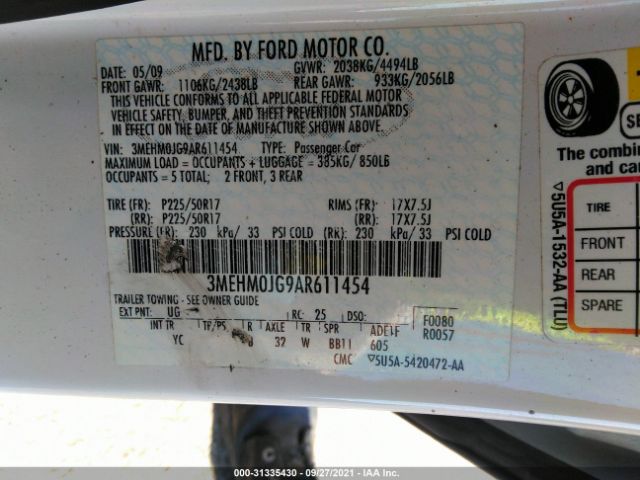 MFD. BY FORD MOTOR CO.
DATE: 05/09 GVWR: 2038KG/4494LB
FRONT GAWR: 1106KG/2438LB REAR GAWR: 933KG/2056LB
THIS VEHICLE CONFORMS TO ALL APPLICABLE FEDERAL MOTOR
VEHICLE SAFETY, BUMPER, AND THEFT PREVENTION STANDARDS
IN EFFECT ON THE DATE OF MANUFACTURE SHOWN ABOVE.
VIN: 3MEHM0JG9AR611454 TYPE: Passenger Car
MAXIMUM LOAD = OCCUPANTS + LUGGAGE = 385KG/ 850LB
OCCUPANTS = 5 TOTAL; 2 FRONT, 3 REAR
TIRE (FR): P225/50R17 RIMS (FR): 17X7.5J
(RR): P225/50R17 (RR): 17X7.5J
PRESSURE (FR): 230 kPa/ 33 PSI COLD (RR): 230 kPa/ 33 PSI COLD
3MEHM0JG9AR611454
TRAILER TOWING - SEE OWNER GUIDE
EXT PNT: UG RC: 25 DSO: F0080
INT TR TP/PS R AXLE TR SPR R0057
YC 32 W BB11 605
CMC ▽5U5A-5420472-AA
SE
The combin
and car
TIRE
FRONT
REAR
SPARE
▽5U5A-1532-AA (TLU)
000-31335430 - 09/27/2021 - IAA Inc.